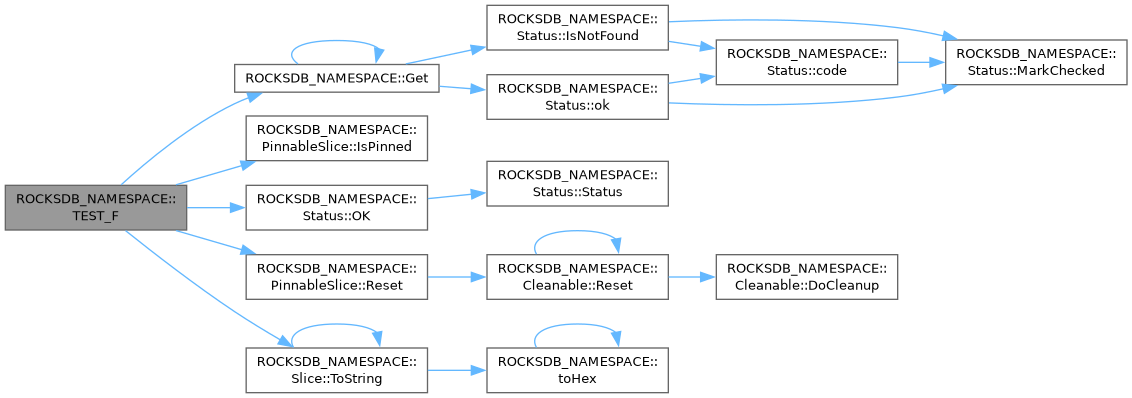 ROCKSDB_NAMESPACE::
TEST_F
ROCKSDB_NAMESPACE::Get
ROCKSDB_NAMESPACE::
Status::IsNotFound
ROCKSDB_NAMESPACE::
Status::code
ROCKSDB_NAMESPACE::
Status::MarkChecked
ROCKSDB_NAMESPACE::
Status::ok
ROCKSDB_NAMESPACE::
PinnableSlice::IsPinned
ROCKSDB_NAMESPACE::
Status::OK
ROCKSDB_NAMESPACE::
Status::Status
ROCKSDB_NAMESPACE::
PinnableSlice::Reset
ROCKSDB_NAMESPACE::
Cleanable::Reset
ROCKSDB_NAMESPACE::
Cleanable::DoCleanup
ROCKSDB_NAMESPACE::
Slice::ToString
ROCKSDB_NAMESPACE::
toHex